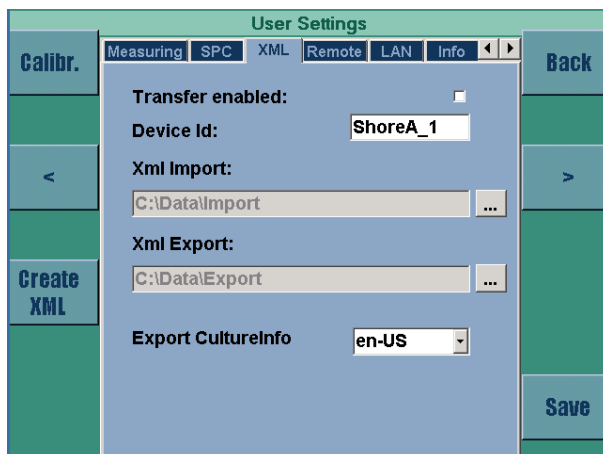 User Settings
Calibr.
Measuring SPC XML Remote LAN Info
Back
Transfer enabled:
Device Id: ShoreA_1
Xml Import:
<
>
C:\Data\Import ...
Xml Export:
C:\Data\Export ...
Create
XML
Export CultureInfo en-US
Save